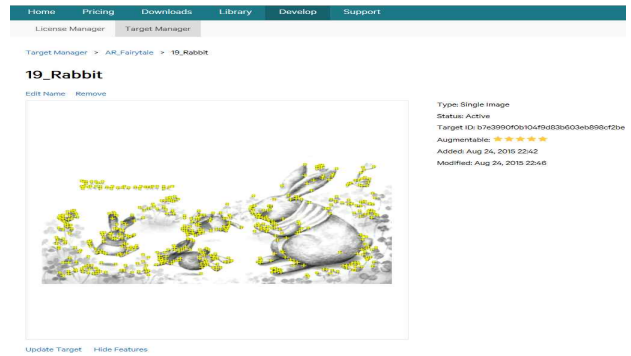 Home Pricing Downloads Library Develop Support
License Manager Target Manager
Target Manager > AR_Fairytale > 19_Rabbit
19_Rabbit
Edit Name Remove
Type: Single Image
Status: Active
Target ID: b7e3990f0b104f9d83b603eb898cf2be
Augmentable:
Added: Aug 24, 2015 22:42
Modified: Aug 24, 2015 22:46
Update Target Hide Features